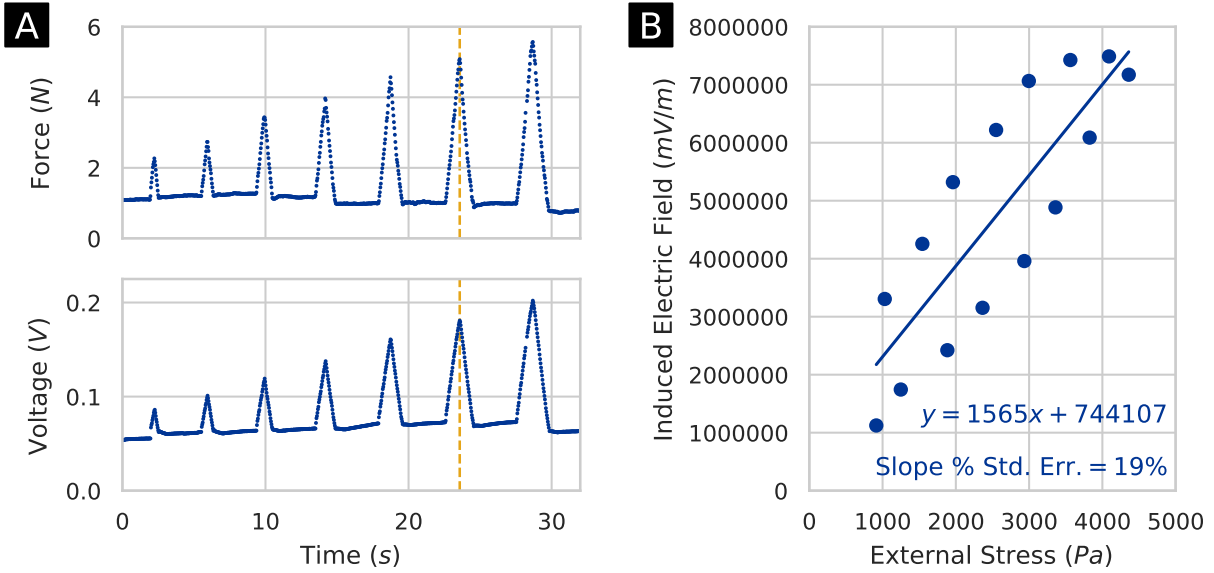 A
Force (N)
6
4
2
0
Voltage (V)
0.2
0.1
0.0
0 10 20 30
Time (s)
B
Induced Electric Field (mV/m)
8000000
7000000
6000000
5000000
4000000
3000000
2000000
1000000
0
y = 1565x + 744107
Slope % Std. Err. = 19%
0 1000 2000 3000 4000 5000
External Stress (Pa)